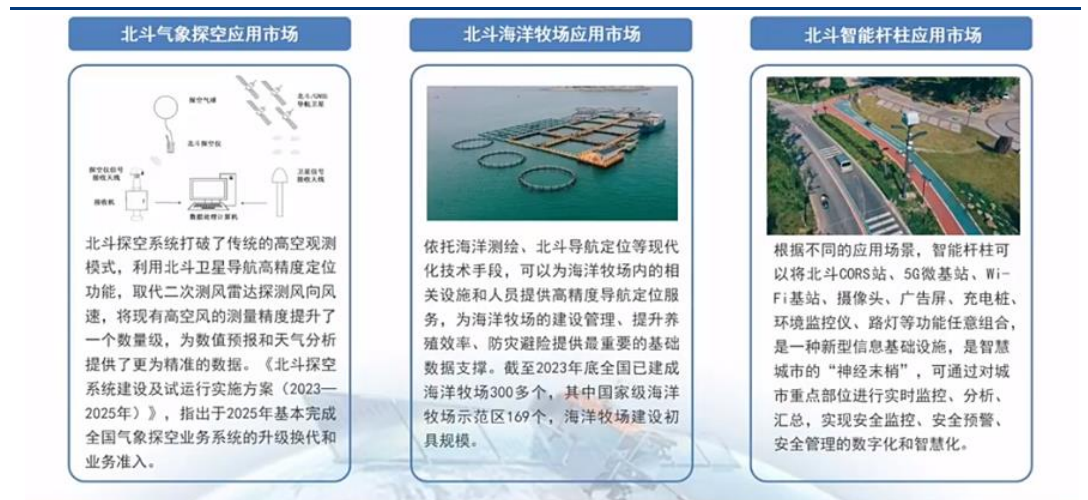 北斗气象探空应用市场
探空气球
北斗/GNSS
导航卫星
北斗探空仪
探空仪信号
接收天线
卫星信号
接收天线
接收机
数据处理计算机
北斗探空系统打破了传统的高空观测
模式，利用北斗卫星导航高精度定位
功能，取代二次测风雷达探测风向风
速，将现有高空风的测量精度提升了
一个数量级，为数值预报和天气分析
提供了更为精准的数据。《北斗探空
系统建设及试运行实施方案（2023—
2025年）》，指出于2025年基本完成
全国气象探空业务系统的升级换代和
业务准入。
北斗海洋牧场应用市场
依托海洋测绘、北斗导航定位等现代
化技术手段，可以为海洋牧场内的相
关设施和人员提供高精度导航定位服
务，为海洋牧场的建设管理、提升养
殖效率、防灾避险提供最重要的基础
数据支撑。截至2023年底全国已建成
海洋牧场300多个，其中国家级海洋
牧场示范区169个，海洋牧场建设初
具规模。
北斗智能杆柱应用市场
根据不同的应用场景，智能杆柱可
以将北斗CORS站、5G微基站、Wi-
Fi基站、摄像头、广告屏、充电桩、
环境监控仪、路灯等功能任意组合，
是一种新型信息基础设施，是智慧
城市的“神经末梢”，可通过对城
市重点部位进行实时监控、分析、
汇总，实现安全监控、安全预警、
安全管理的数字化和智慧化。